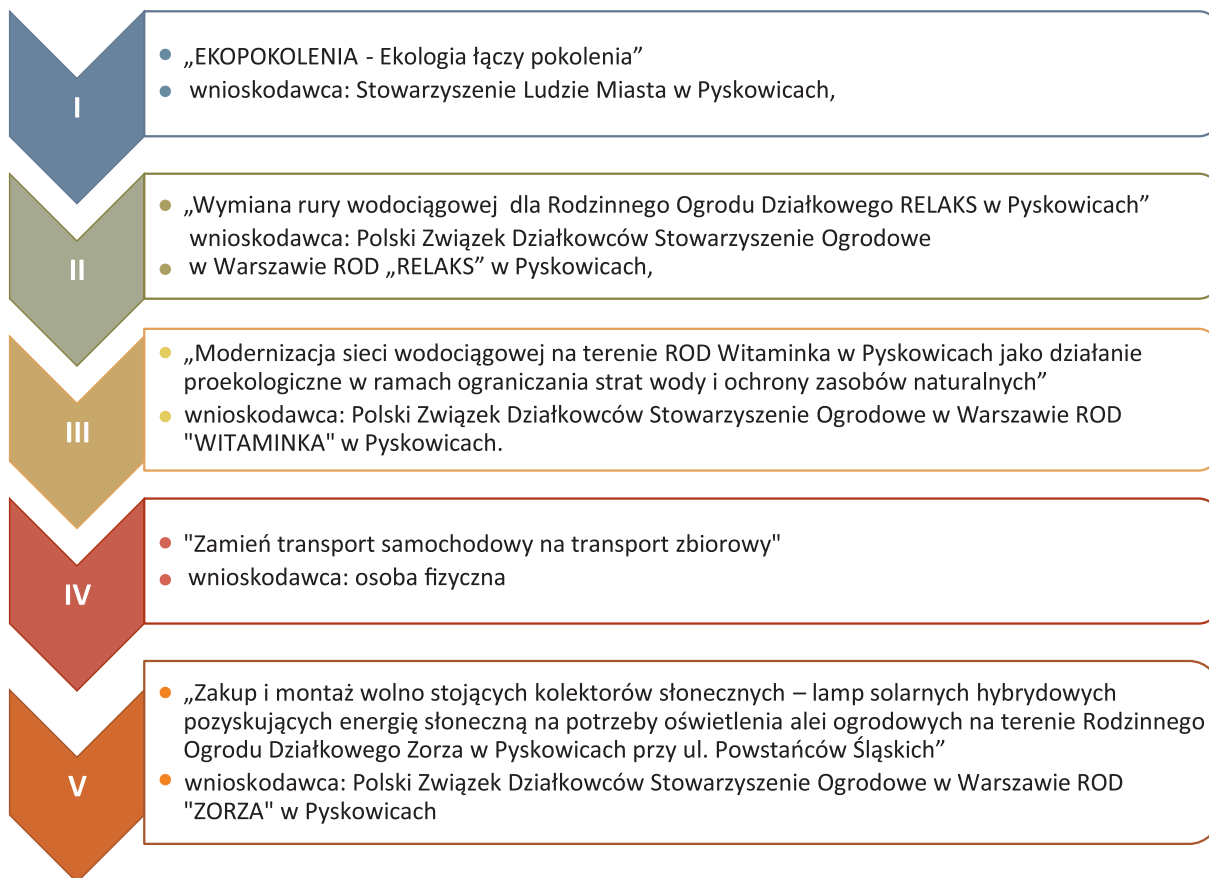 I
„EKOPOKOLENIA - Ekologia łączy pokolenia”
wnioskodawca: Stowarzyszenie Ludzie Miasta w Pyskowicach,
II
„Wymiana rury wodociągowej dla Rodzinnego Ogrodu Działkowego RELAKS w Pyskowicach”
wnioskodawca: Polski Związek Działkowców Stowarzyszenie Ogrodowe
w Warszawie ROD „RELAKS” w Pyskowicach,
III
„Modernizacja sieci wodociągowej na terenie ROD Witaminka w Pyskowicach jako działanie
proekologiczne w ramach ograniczania strat wody i ochrony zasobów naturalnych”
wnioskodawca: Polski Związek Działkowców Stowarzyszenie Ogrodowe w Warszawie ROD
"WITAMINKA" w Pyskowicach.
IV
"Zamień transport samochodowy na transport zbiorowy"
wnioskodawca: osoba fizyczna
V
„Zakup i montaż wolno stojących kolektorów słonecznych – lamp solarnych hybrydowych
pozyskujących energię słoneczną na potrzeby oświetlenia alei ogrodowych na terenie Rodzinnego
Ogrodu Działkowego Zorza w Pyskowicach przy ul. Powstańców Śląskich”
wnioskodawca: Polski Związek Działkowców Stowarzyszenie Ogrodowe w Warszawie ROD
"ZORZA" w Pyskowicach